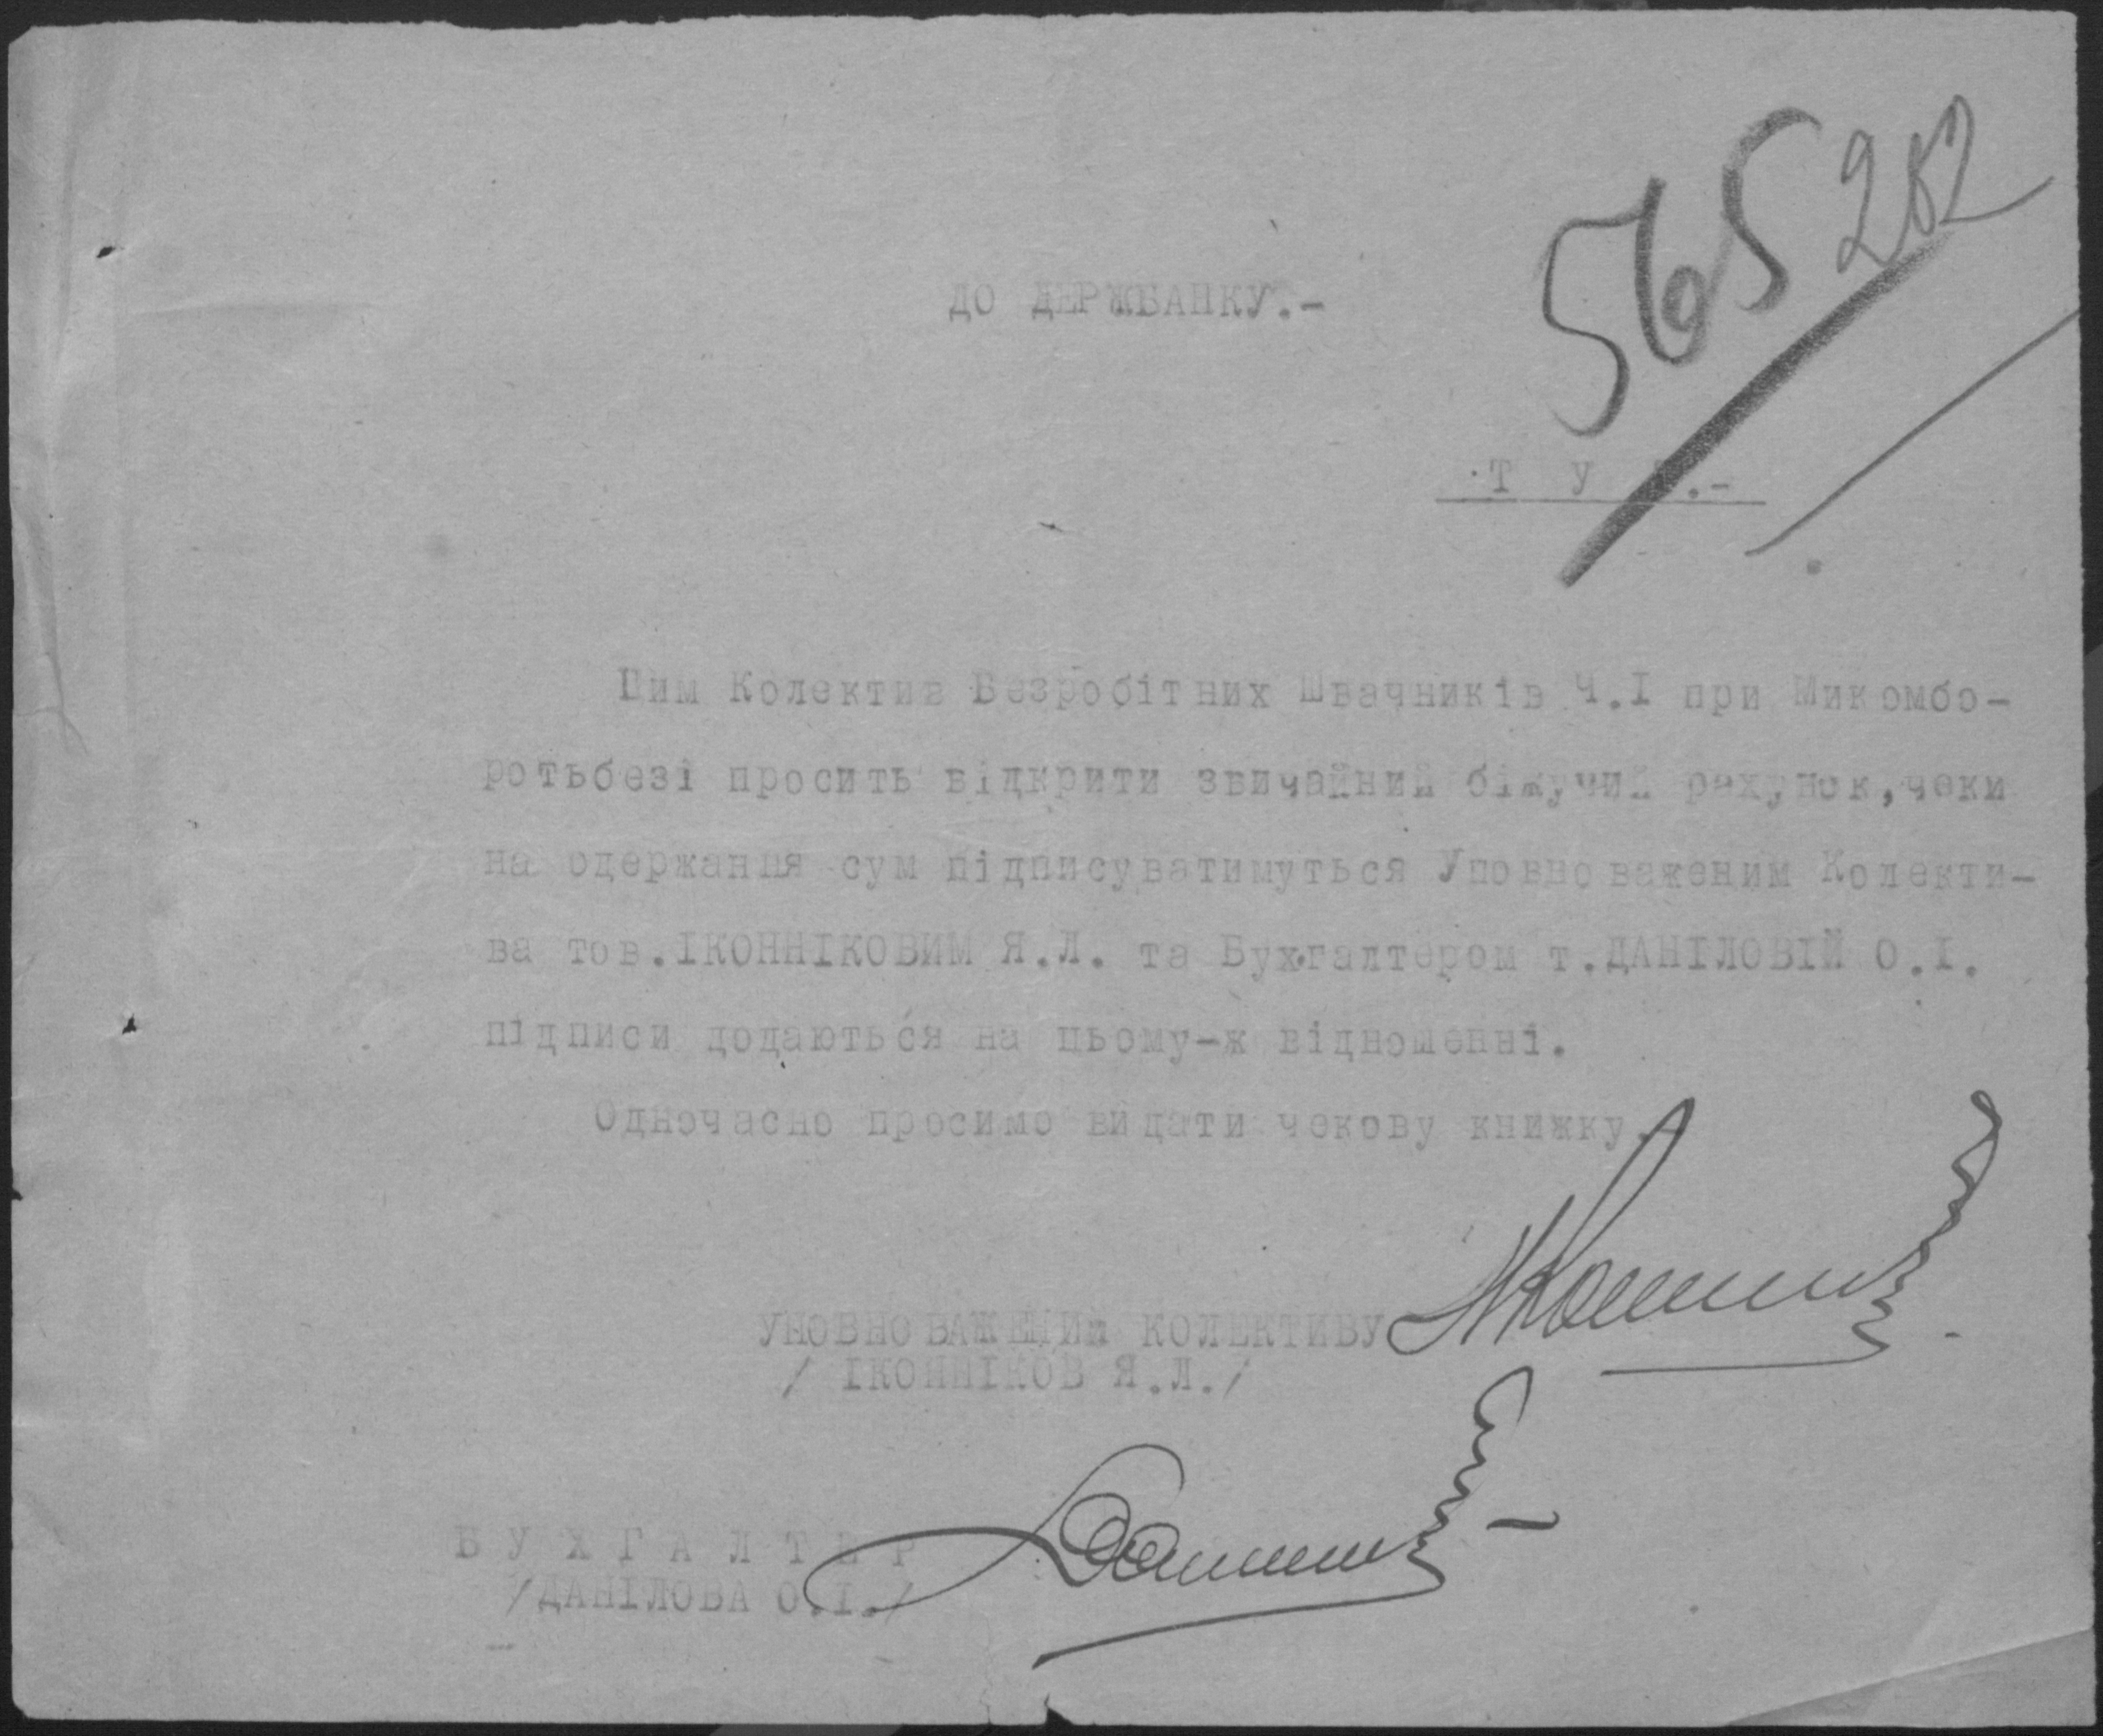 565
282
ДО ДЕРЖБАНКУ.-
Т У Т.-
Цим Колектив Безробітних Швачників Ч.I при Микомбо-
ротьбезі просить відкрити звичайний біжучий рахунок, чеки
на одержання сум підписуватимуться Уповноваженим Колекти-
ва тов.ІКОННІКОВИМ Я.Л. та Бухгалтером т.ДАНІЛОВІЙ О.І.
підписи додаються на цьому-ж відношенні.
Одночасно просимо видати чекову книжку.-
УПОВНОВАЖЕНИЙ КОЛЕКТИВУ
/ ІКОННІКОВ Я.Л./
Б У Х Г А Л Т Е Р
/ДАНІЛОВА О.І./